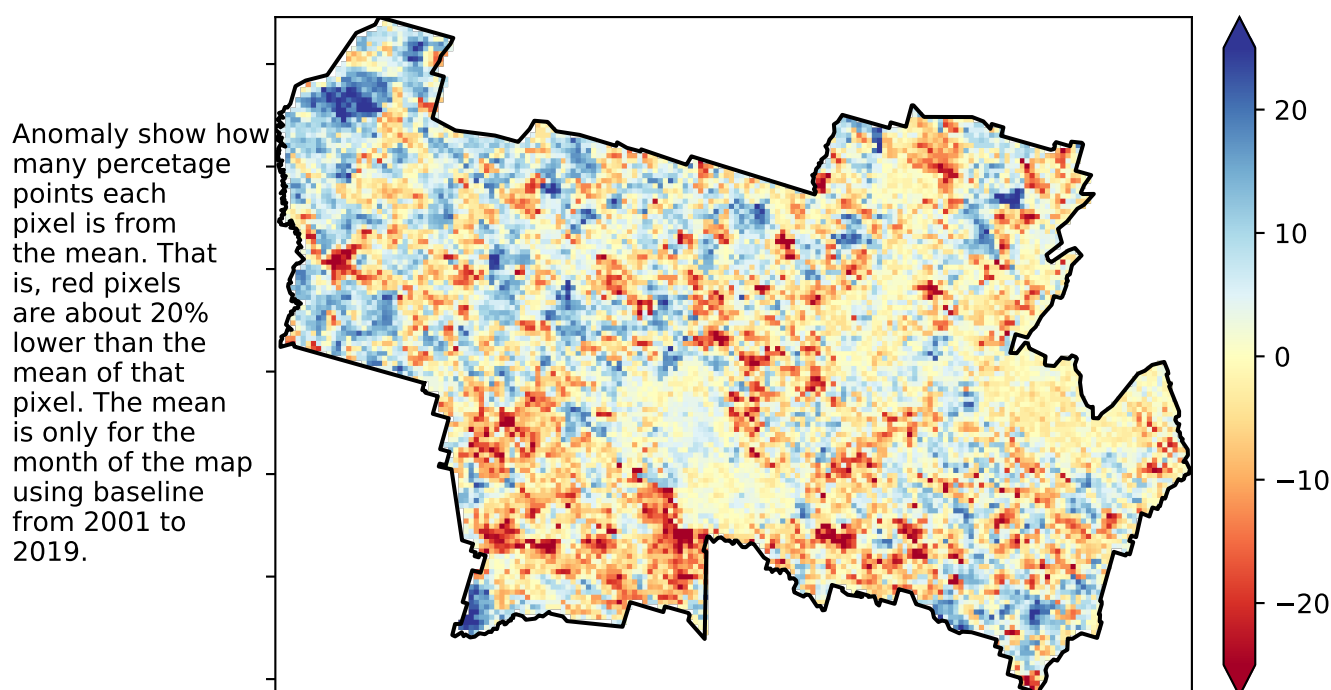 Anomaly show how
many percetage
points each
pixel is from
the mean. That
is, red pixels
are about 20%
lower than the
mean of that
pixel. The mean
is only for the
month of the map
using baseline
from 2001 to
2019.
20
10
0
−10
−20